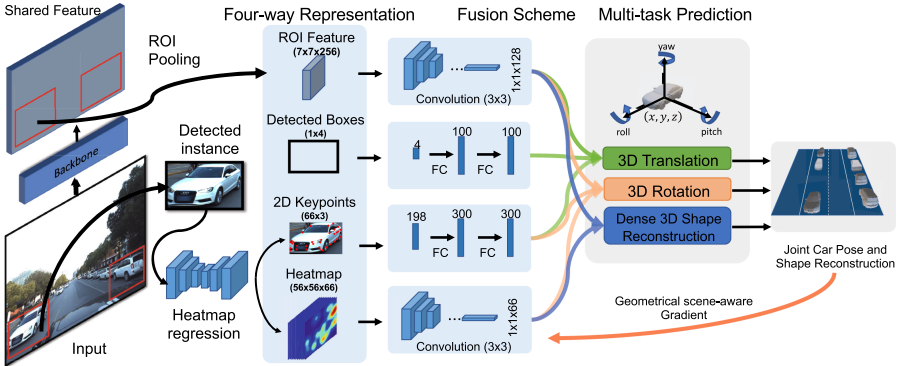 Shared Feature
ROI
Pooling
Backbone
Detected
instance
Input
Heatmap
regression
Four-way Representation
ROI Feature
(7x7x256)
Detected Boxes
(1x4)
2D Keypoints
(66x3)
Heatmap
(56x56x66)
Fusion Scheme
1x1x128
Convolution (3x3)
4
100
100
FC
FC
198
300
300
FC
FC
1x1x66
Convolution (3x3)
Multi-task Prediction
yaw
roll
(x, y, z)
pitch
3D Translation
3D Rotation
Dense 3D Shape
Reconstruction
Joint Car Pose and
Shape Reconstruction
Geometrical scene-aware
Gradient